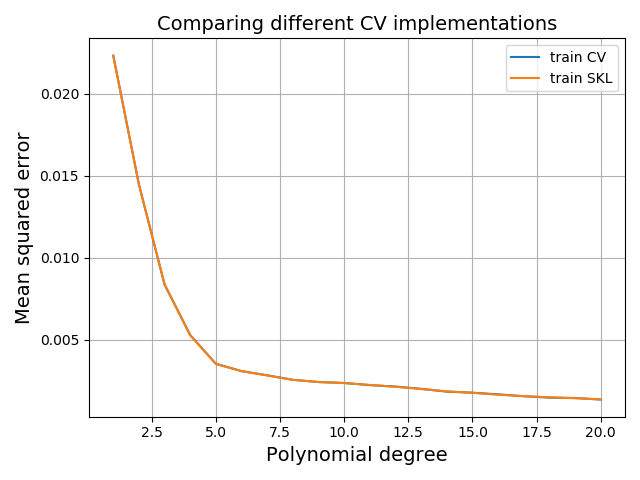 Comparing different CV implementations
train CV
train SKL
0.020
0.015
0.010
0.005
Mean squared error
2.5 5.0 7.5 10.0 12.5 15.0 17.5 20.0
Polynomial degree